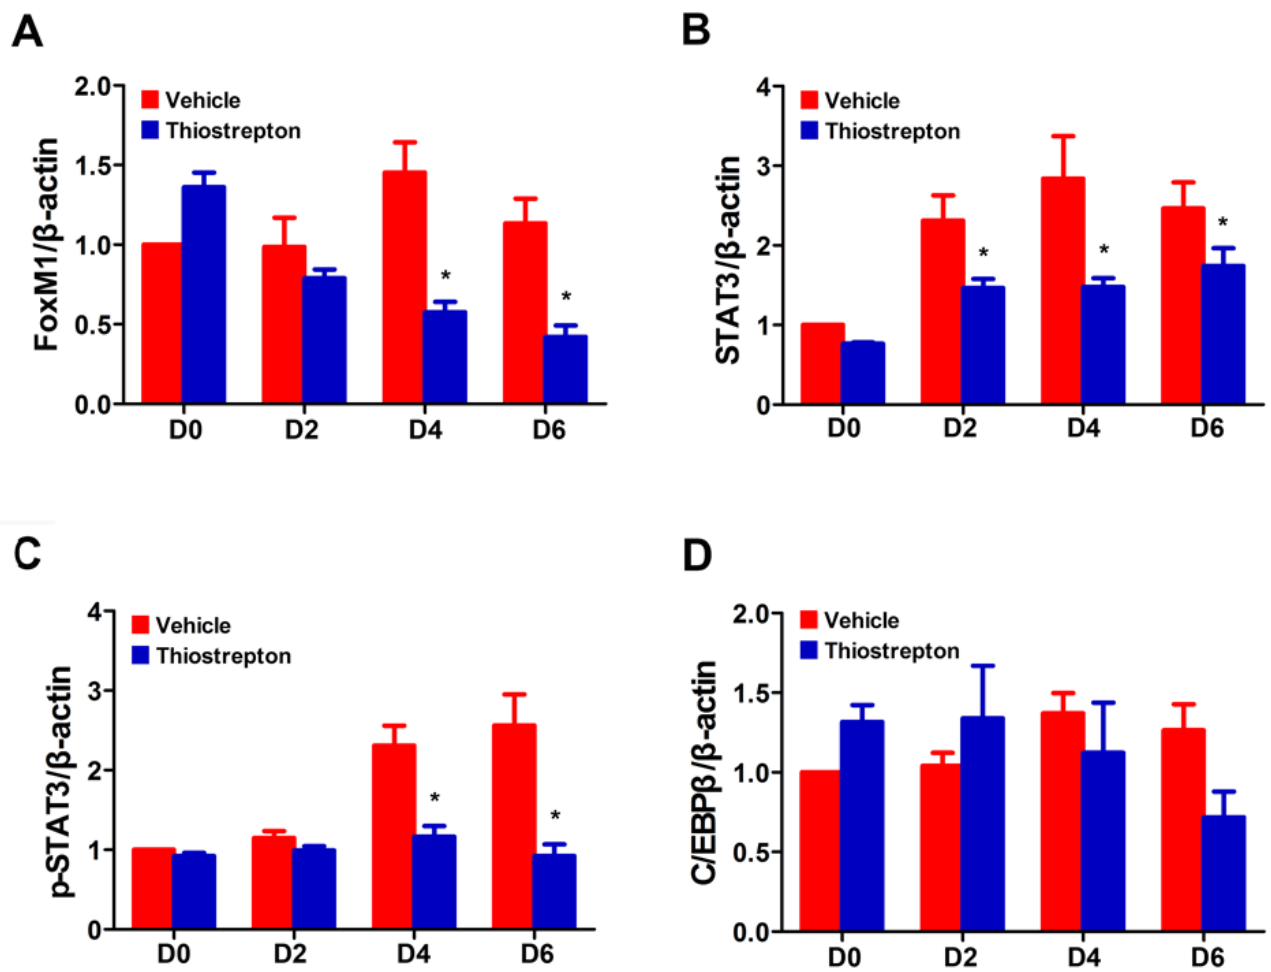 A
2.0
1.5
1.0
0.5
0.0
FoxM1/β-actin
Vehicle
Thiostrepton
*
*
D0 D2 D4 D6
B
4
3
2
1
0
STAT3/β-actin
Vehicle
Thiostrepton
*
*
*
D0 D2 D4 D6
C
4
3
2
1
0
p-STAT3/β-actin
Vehicle
Thiostrepton
*
*
D0 D2 D4 D6
D
2.0
1.5
1.0
0.5
0.0
C/EBPβ/β-actin
Vehicle
Thiostrepton
D0 D2 D4 D6